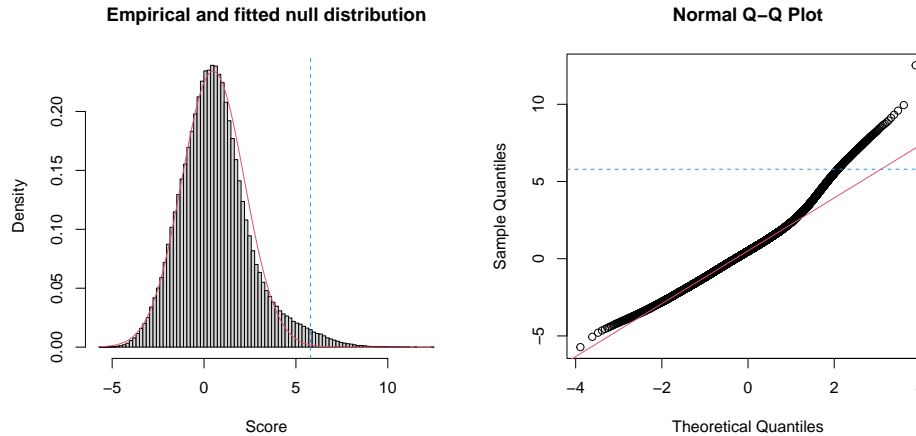 Empirical and fitted null distribution
Density
0.00 0.05 0.10 0.15 0.20
−5 0 5 10
Score
Normal Q−Q Plot
Sample Quantiles
−5 0 5 10
−4 −2 0 2
Theoretical Quantiles